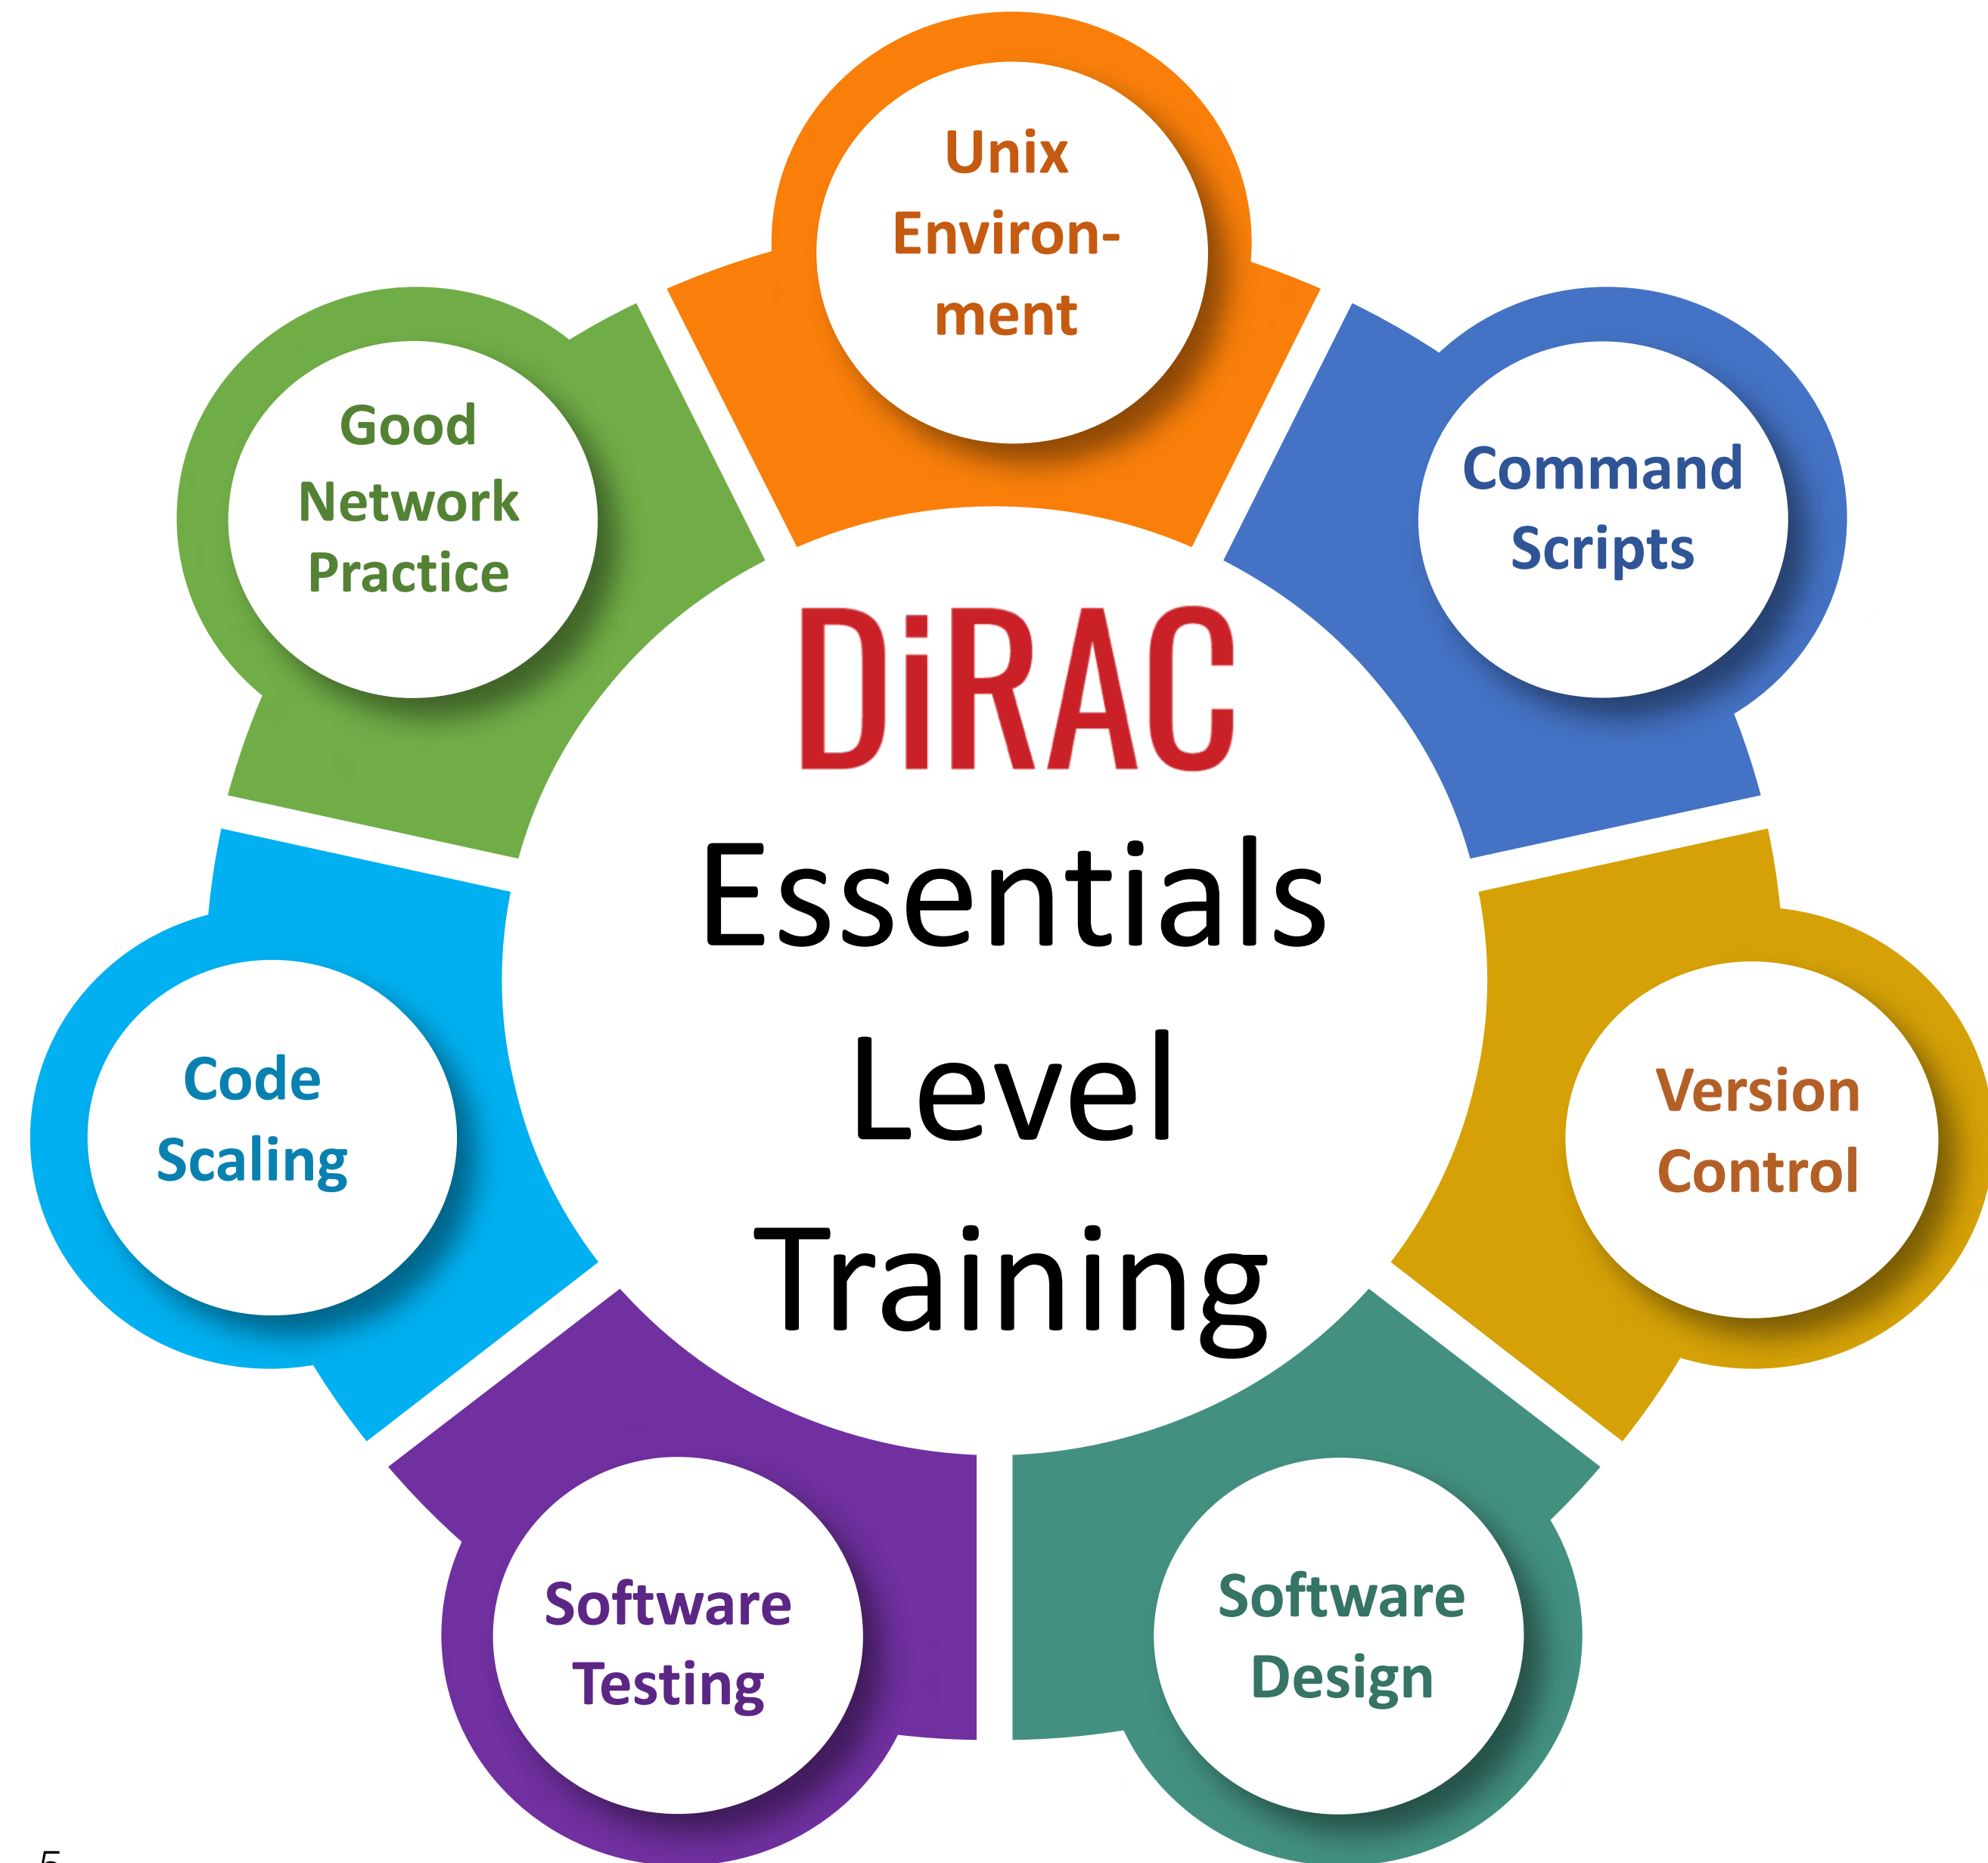 Unix
Environ-
ment
Command
Scripts
Version
Control
Software
Design
Software
Testing
Code
Scaling
Good
Network
Practice
DiRAC
Essentials
Level
Training
5